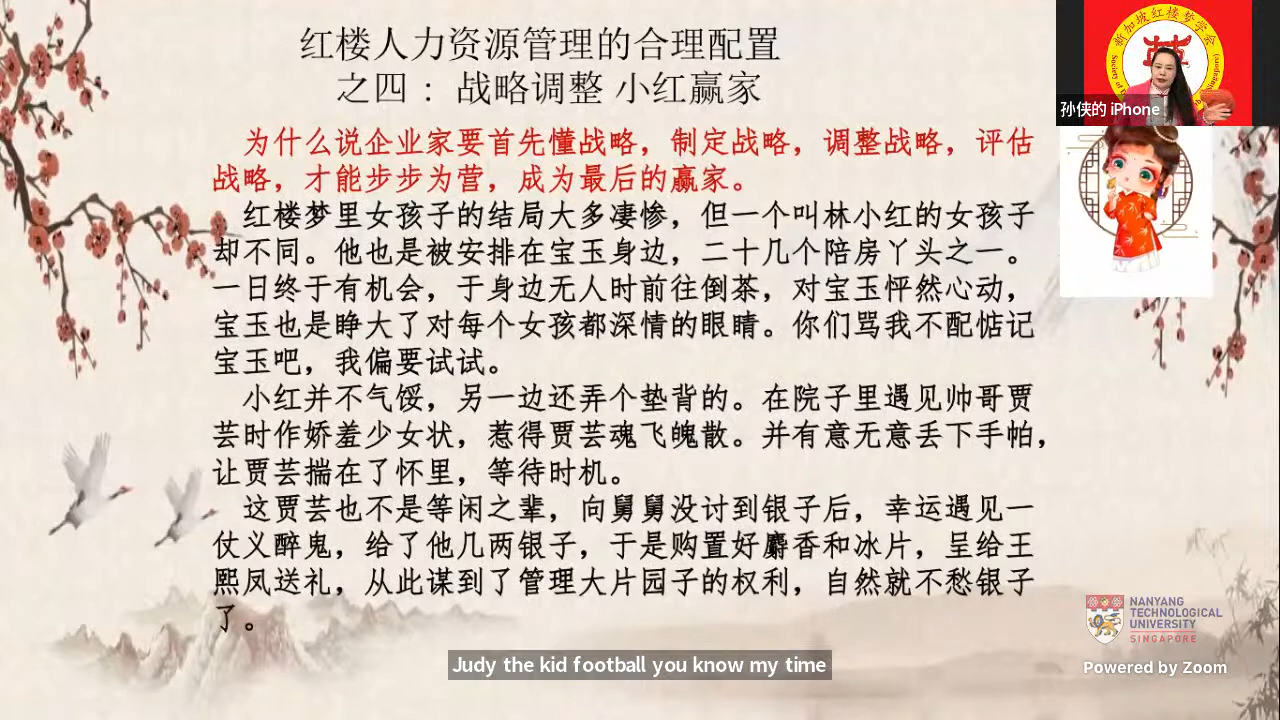 红楼人力资源管理的合理配置
之四 ：战略调整 小红赢家
为什么说企业家要首先懂战略，制定战略，调整战略，评估
战略，才能步步为营，成为最后的赢家。
红楼梦里女孩子的结局大多凄惨，但一个叫林小红的女孩子
却不同。他也是被安排在宝玉身边，二十几个陪房丫头之一。
一日终于有机会，于身边无人时前往倒茶，对宝玉怦然心动，
宝玉也是睁大了对每个女孩都深情的眼睛。你们骂我不配惦记
宝玉吧，我偏要试试。
小红并不气馁，另一边还弄个垫背的。在院子里遇见帅哥贾
芸时作娇羞少女状，惹得贾芸魂飞魄散。并有意无意丢下手帕，
让贾芸揣在了怀里，等待时机。
这贾芸也不是等闲之辈，向舅舅没讨到银子后，幸运遇见一
仗义醉鬼，给了他几两银子，于是购置好麝香和冰片，呈给王
熙凤送礼，从此谋到了管理大片园子的权利，自然就不愁银子
了。
新加坡红楼梦学会
孙侠的 iPhone
NANYANG
TECHNOLOGICAL
UNIVERSITY
SINGAPORE
Powered by Zoom
Judy the kid football you know my time